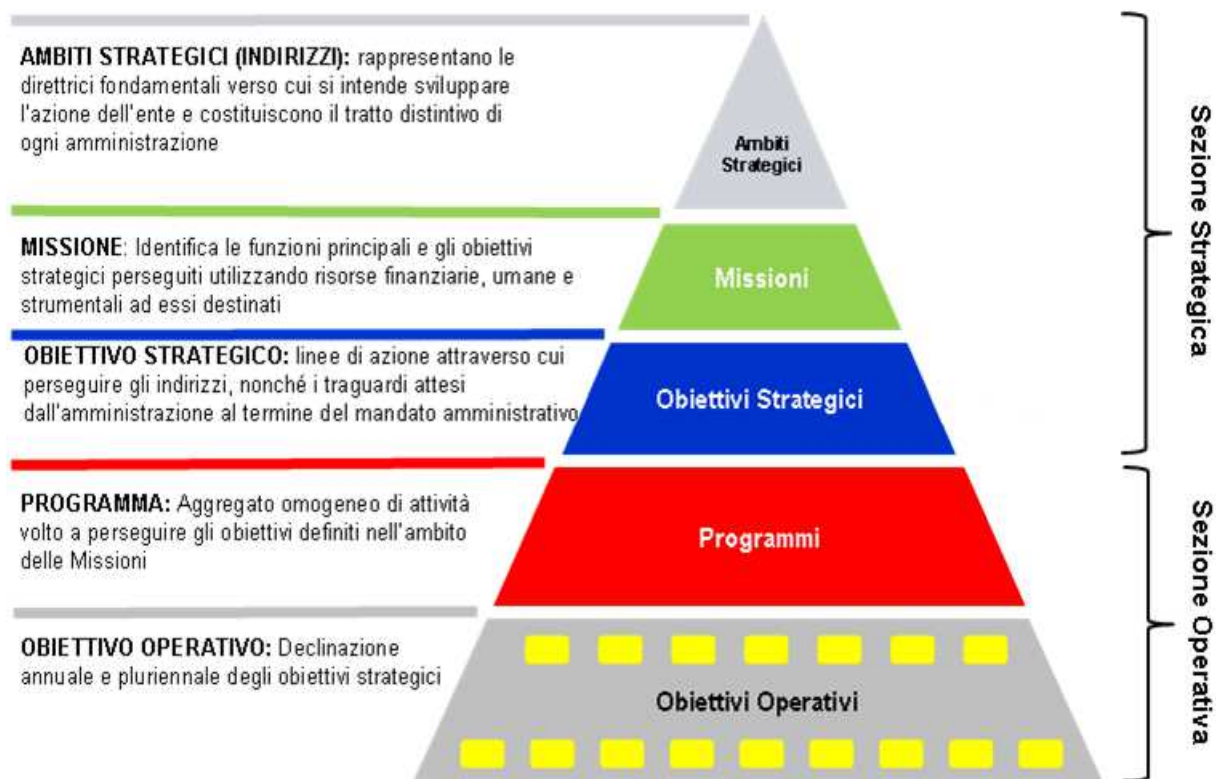 AMBITI STRATEGICI (INDIRIZZI): rappresentano le
direttrici fondamentali verso cui si intende sviluppare
l'azione dell'ente e costituiscono il tratto distintivo di
ogni amministrazione
Ambiti
Strategici
MISSIONE: Identifica le funzioni principali e gli obiettivi
strategici perseguiti utilizzando risorse finanziarie, umane e
strumentali ad essi destinati
Missioni
OBIETTIVO STRATEGICO: linee di azione attraverso cui
perseguire gli indirizzi, nonché i traguardi attesi
dall'amministrazione al termine del mandato amministrativo
Obiettivi Strategici
Sezione Strategica
PROGRAMMA: Aggregato omogeneo di attività
volto a perseguire gli obiettivi definiti nell'ambito
delle Missioni
Programmi
OBIETTIVO OPERATIVO: Declinazione
annuale e pluriennale degli obiettivi strategici
Obiettivi Operativi
Sezione Operativa